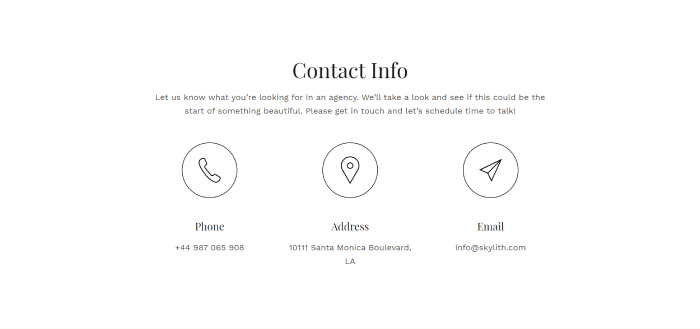 Contact Info
Let us know what you're looking for in an agency. We'll take a look and see if this could be the
start of something beautiful. Please get in touch and let's schedule time to talk!
Phone
+44 987 065 908
Address
10111 Santa Monica Boulevard,
LA
Email
info@skylith.com